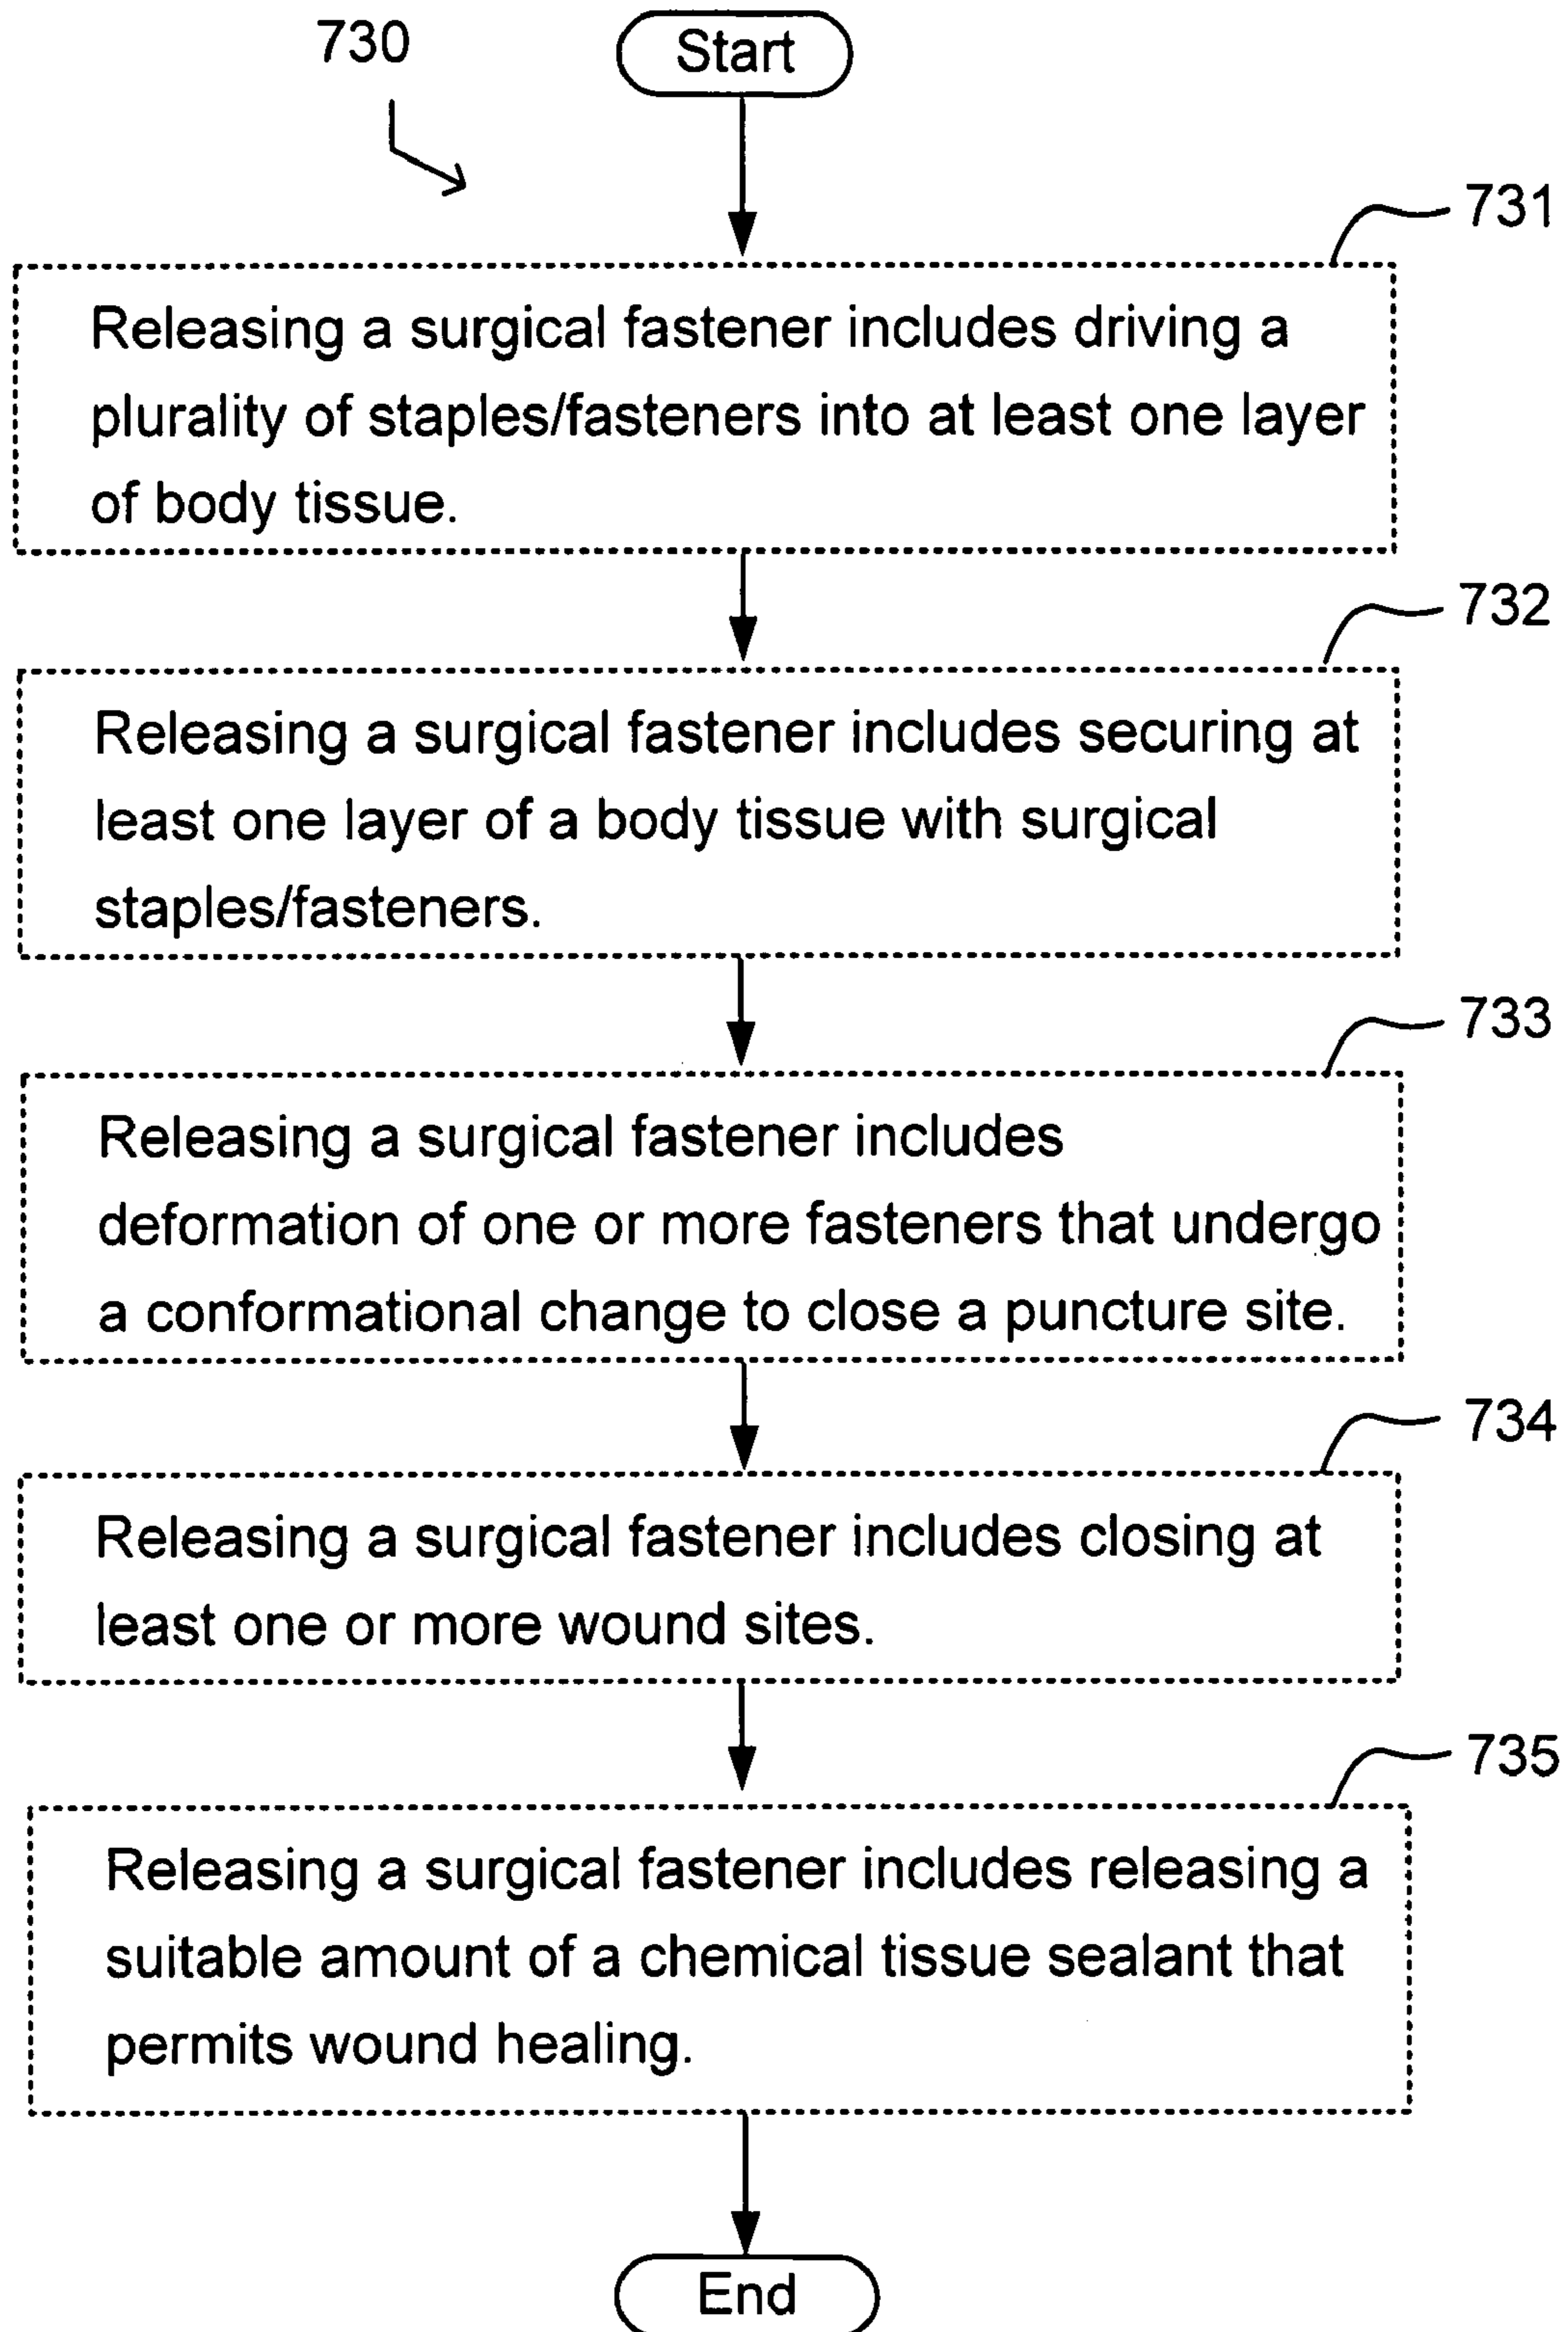 730
Start
731
Releasing a surgical fastener includes driving a
plurality of staples/fasteners into at least one layer
of body tissue.
732
Releasing a surgical fastener includes securing at
least one layer of a body tissue with surgical
staples/fasteners.
733
Releasing a surgical fastener includes
deformation of one or more fasteners that undergo
a conformational change to close a puncture site.
734
Releasing a surgical fastener includes closing at
least one or more wound sites.
735
Releasing a surgical fastener includes releasing a
suitable amount of a chemical tissue sealant that
permits wound healing.
End